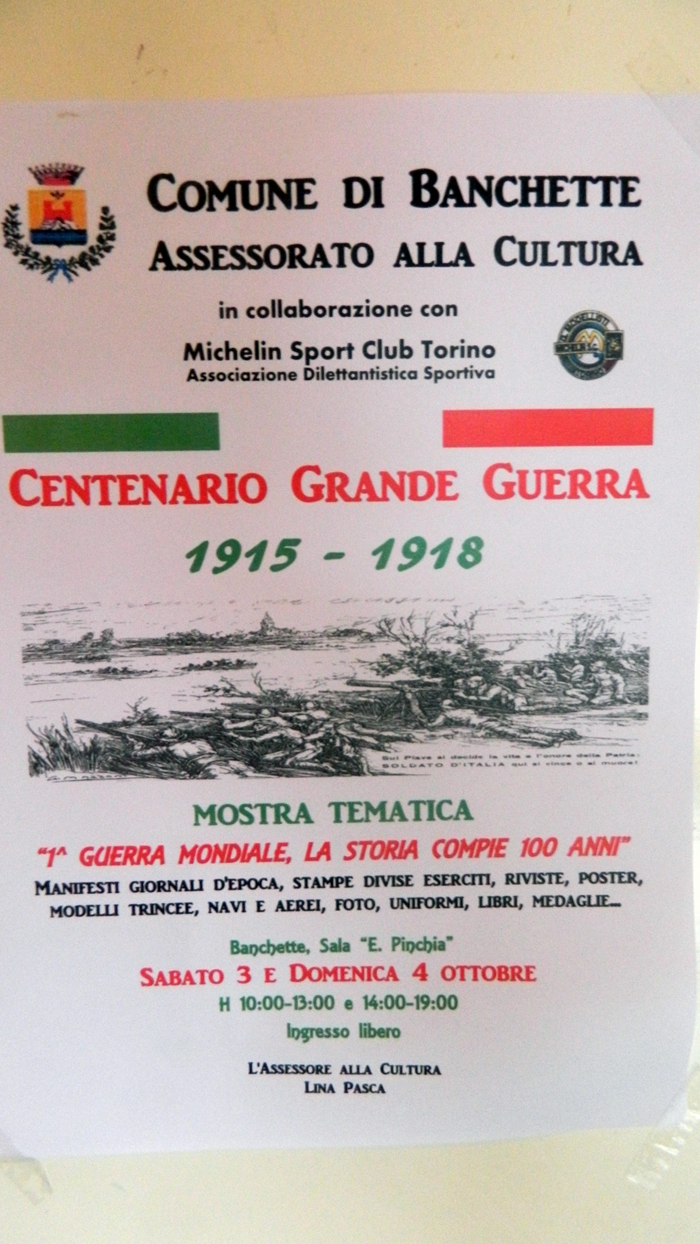 COMUNE DI BANCHETTE
ASSESSORATO ALLA CULTURA
in collaborazione con
Michelin Sport Club Torino
Associazione Dilettantistica Sportiva
CENTENARIO GRANDE GUERRA
1915 - 1918
Sul Piave si decide la vita e l'onore della Patria:
SOLDATO D'ITALIA qui si vince o si muore!
MOSTRA TEMATICA
"1^ GUERRA MONDIALE, LA STORIA COMPIE 100 ANNI"
MANIFESTI GIORNALI D'EPOCA, STAMPE DIVISE ESERCITI, RIVISTE, POSTER,
MODELLI TRINCEE, NAVI E AEREI, FOTO, UNIFORMI, LIBRI, MEDAGLIE...
Banchette, Sala "E. Pinchia"
SABATO 3 E DOMENICA 4 OTTOBRE
H 10:00-13:00 e 14:00-19:00
Ingresso libero
L'ASSESSORE ALLA CULTURA
LINA PASCA